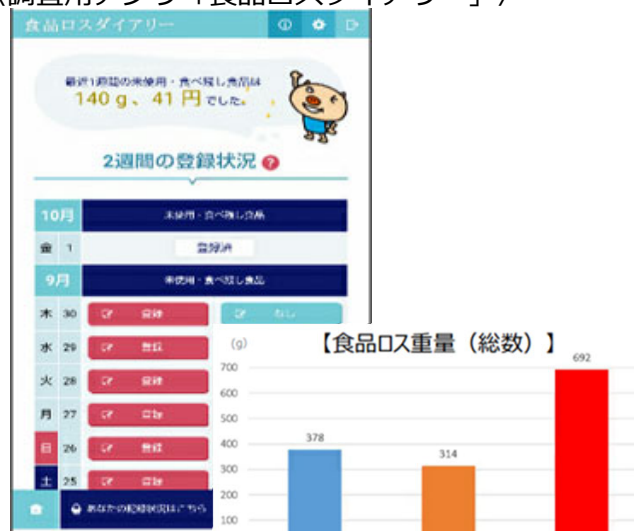 （調査用アプリ「食品ロスダイアリー」）
食品ロスダイアリー
最近1週間の未使用・食べ残し食品は
140 g、41 円でした。
2週間の登録状況 ?
10月 未使用・食べ残し食品
金 1 登録済
9月 未使用・食べ残し食品
木 30 登録 なし
水 29 登録
火 28 登録
月 27 登録
日 26 登録
土 25 登録
あなたの記録状況はこちら
(g)
【食品ロス重量（総数）】
700
600
500
400
300
200
100
378
314
692